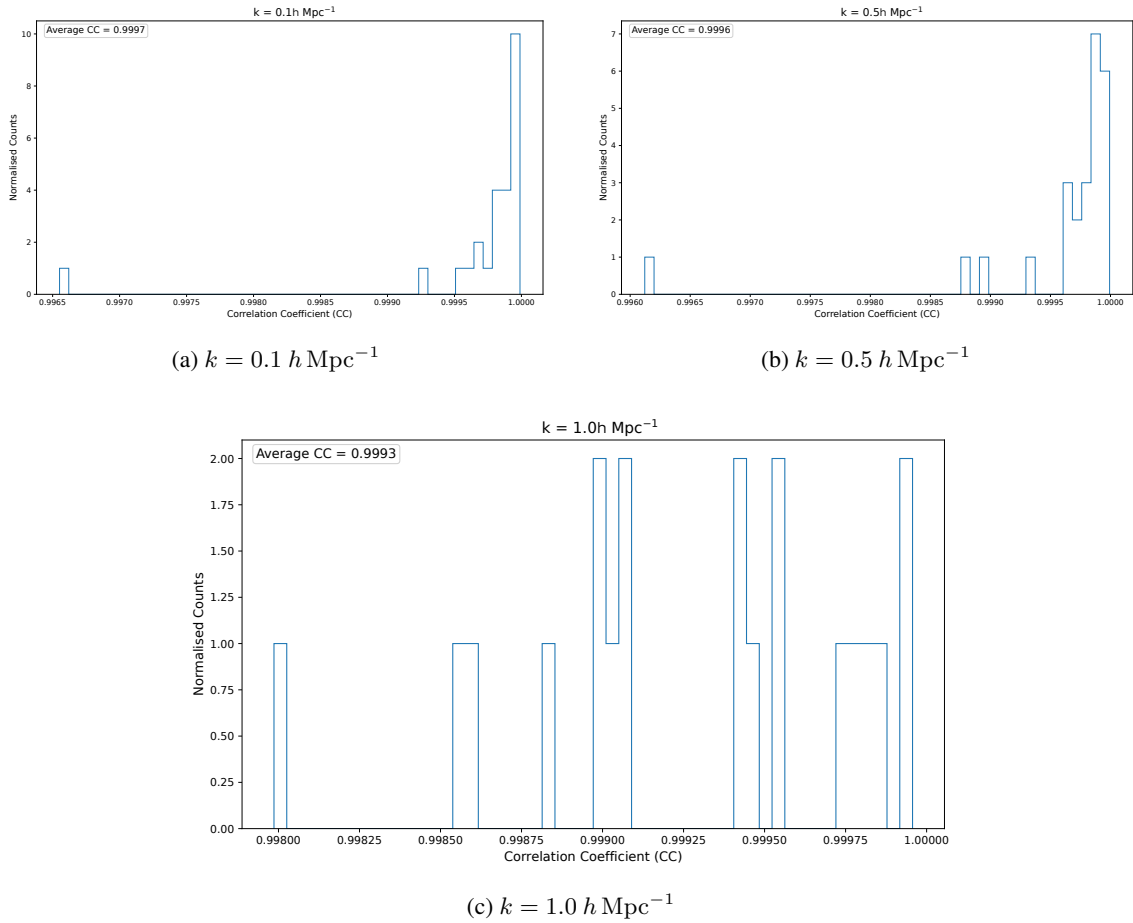 k = 0.1h Mpc⁻¹
Average CC = 0.9997
10
8
6
4
2
0
Normalised Counts
0.9965 0.9970 0.9975 0.9980 0.9985 0.9990 0.9995 1.0000
Correlation Coefficient (CC)
(a) k = 0.1 h Mpc⁻¹
k = 0.5h Mpc⁻¹
Average CC = 0.9996
7
6
5
4
3
2
1
0
Normalised Counts
0.9960 0.9965 0.9970 0.9975 0.9980 0.9985 0.9990 0.9995 1.0000
Correlation Coefficient (CC)
(b) k = 0.5 h Mpc⁻¹
k = 1.0h Mpc⁻¹
Average CC = 0.9993
2.00
1.75
1.50
1.25
1.00
0.75
0.50
0.25
0.00
Normalised Counts
0.99800 0.99825 0.99850 0.99875 0.99900 0.99925 0.99950 0.99975 1.00000
Correlation Coefficient (CC)
(c) k = 1.0 h Mpc⁻¹